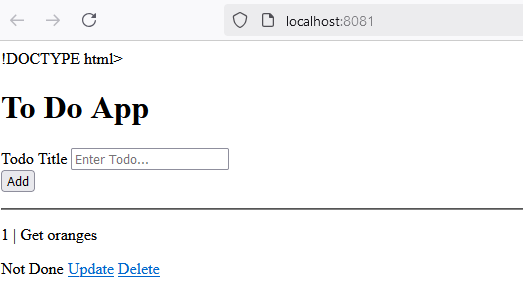 localhost:8081
!DOCTYPE html>
To Do App
Todo Title Enter Todo...
Add
1 | Get oranges
Not Done Update Delete